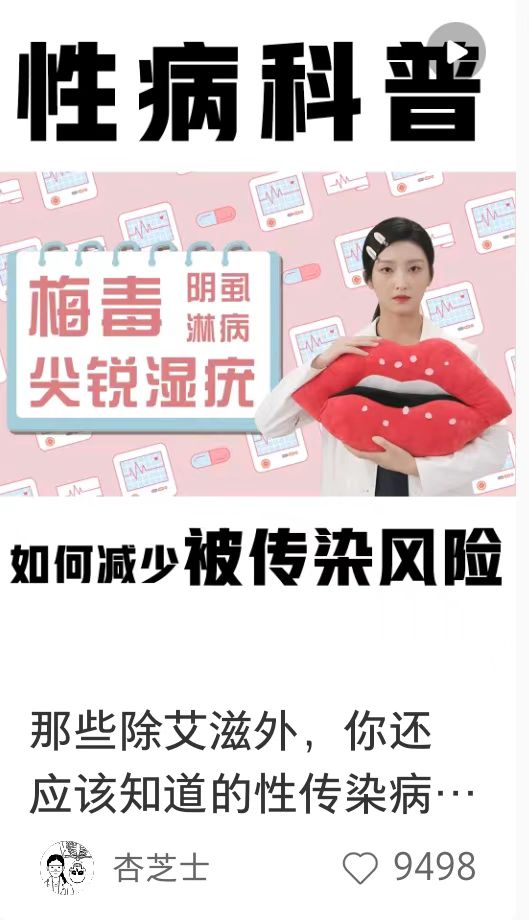 性病科普
梅毒
阴虱
淋病
尖锐湿疣
如何减少被传染风险
那些除艾滋外，你还
应该知道的性传染病…
杏芝士
9498